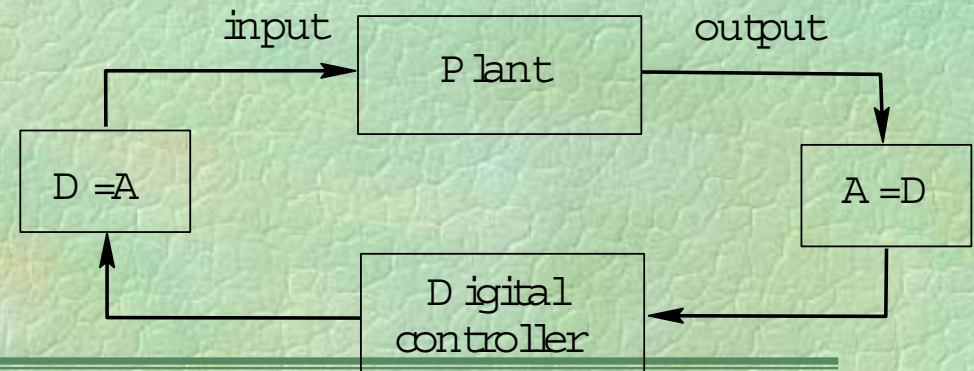 input
output
Plant
D=A
A=D
Digital
controller